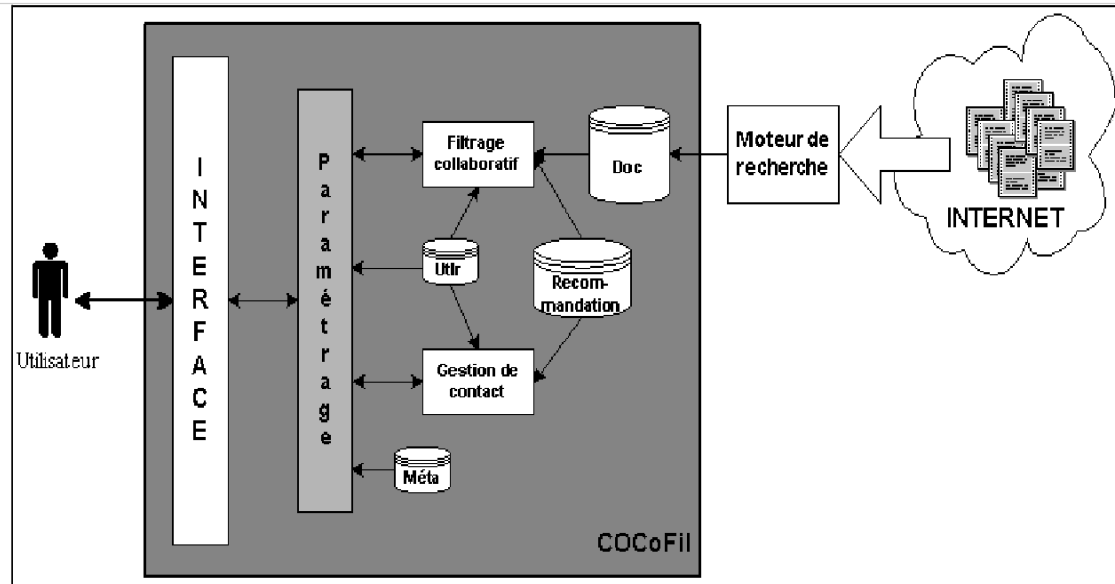 Utilisateur
INTERFACE
Paramétrage
Filtrage
collaboratif
Utlr
Gestion de
contact
Méta
Doc
Recom-
mandation
COCoFil
Moteur de
recherche
INTERNET